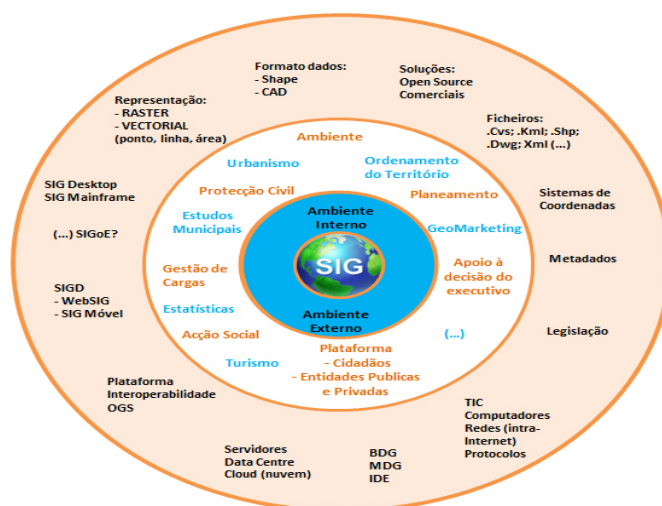 Formato dados:
- Shape
- CAD
Soluções:
Open Source
Comerciais
Representação:
- RASTER
- VECTORIAL
(ponto, linha, área)
Ficheiros:
.Cvs; .Kml; .Shp;
.Dwg; Xml (...)
SIG Desktop
SIG Mainframe
Sistemas de
Coordenadas
(...) SIGoE?
Metadados
SIGD
- WebSIG
- SIG Móvel
Legislação
Plataforma
Interoperabilidade
OGS
TIC
Computadores
Redes (intra-
Internet)
Protocolos
Servidores
Data Centre
Cloud (nuvem)
BDG
MDG
IDE
Ambiente
Urbanismo
Ordenamento
do Território
Protecção Civil
Planeamento
Estudos
Municipais
GeoMarketing
Gestão de
Cargas
Apoio à
decisão do
executivo
Estatísticas
Acção Social
(...)
Turismo
Plataforma
- Cidadãos
- Entidades Publicas
e Privadas
Ambiente
Interno
SIG
Ambiente
Externo